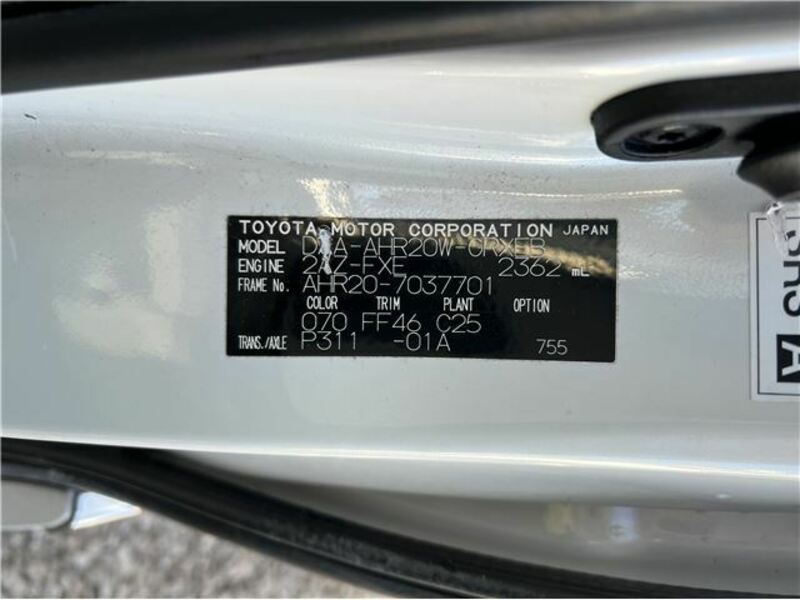 TOYOTA MOTOR CORPORATION JAPAN
MODEL DAA-AHR20W-GRXEB
ENGINE 2AZ-FXE 2362 mL
FRAME No. AHR20-7037701
COLOR TRIM PLANT OPTION
070 FF46 C25
TRANS./AXLE P311 -01A 755
SRS A